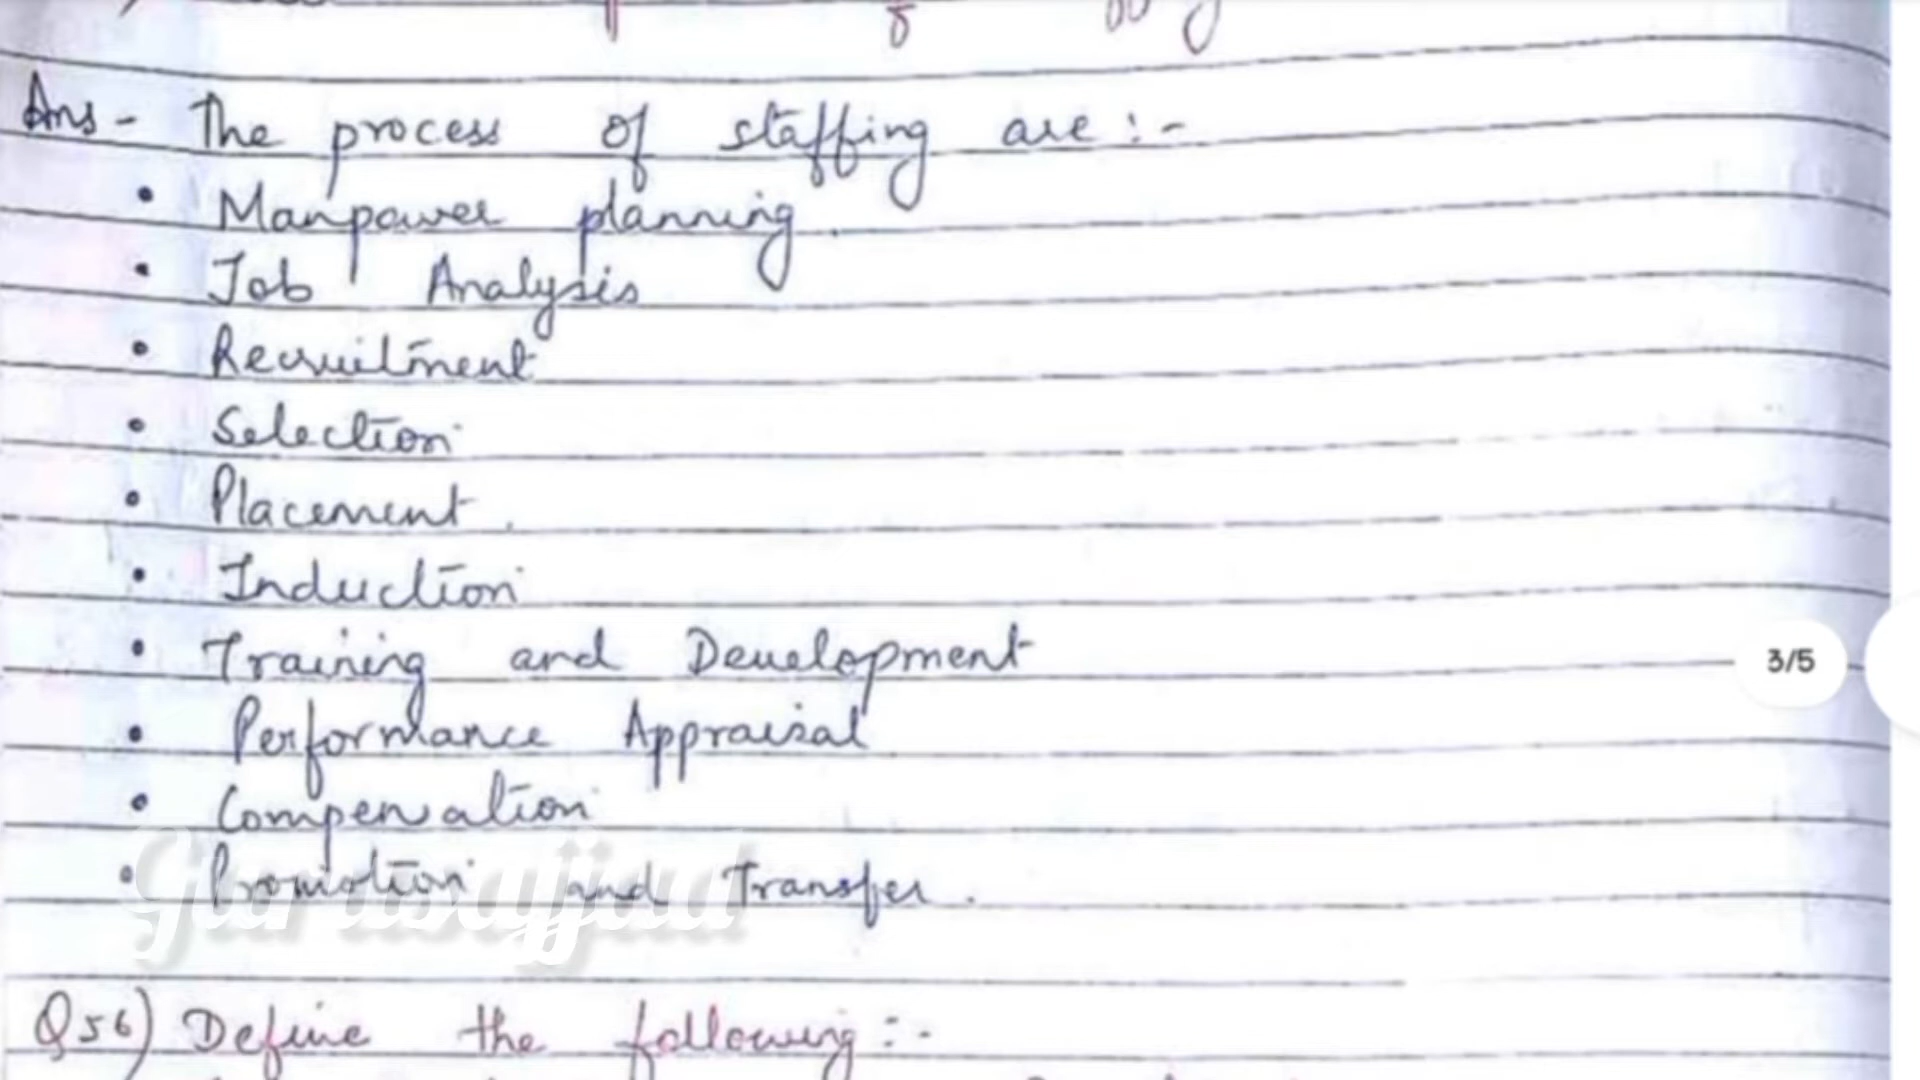 Ans- The process of staffing are:-
• Manpower planning.
• Job Analysis
• Recruitment
• Selection
• Placement.
• Induction
• Training and Development
• Performance Appraisal
• Compensation
• Promotion and Transfer.
3/5
Q56) Define the following:-